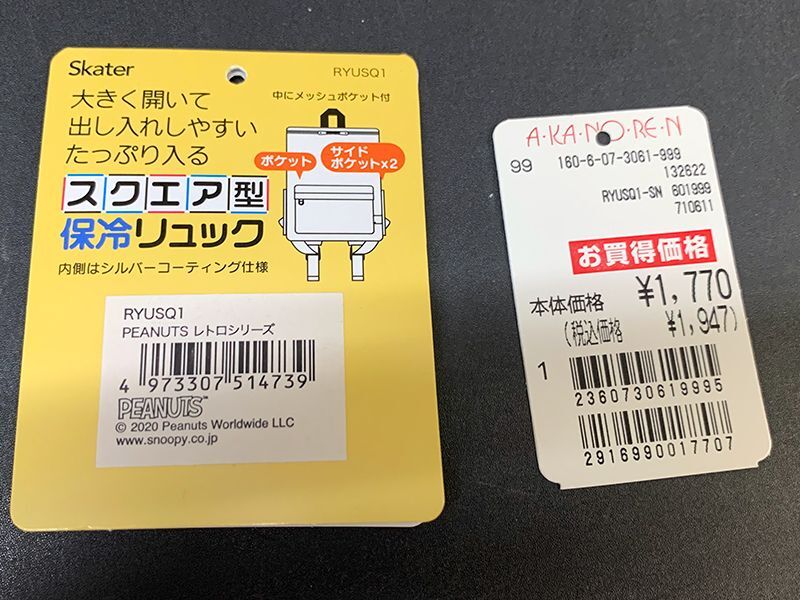 Skater
RYUSQ1
大きく開いて
出し入れしやすい
たっぷり入る
中にメッシュポケット付
ポケット
サイド
ポケット×2
スクエア型
保冷リュック
内側はシルバーコーティング仕様
RYUSQ1
PEANUTS レトロシリーズ
4 973307 514739
PEANUTS™
© 2020 Peanuts Worldwide LLC
www.snoopy.co.jp
A・KA・NO・RE・N
99 160-6-07-3061-999
132622
RYUSQ1-SN 601999
710611
お買得価格
本体価格 ¥1,770
(税込価格 ¥1,947)
1
2360730619995
2916990017707